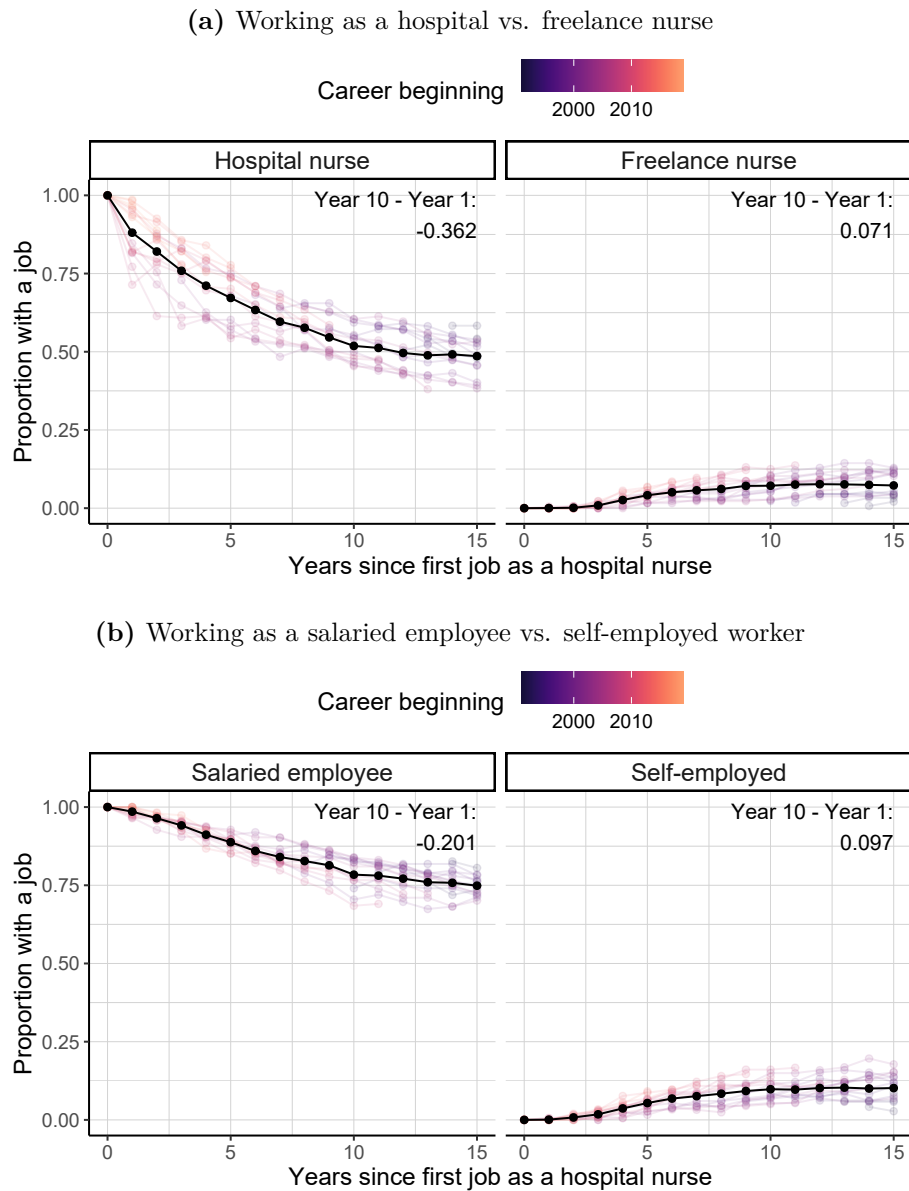 (a) Working as a hospital vs. freelance nurse
Career beginning
2000 2010
Hospital nurse
Freelance nurse
Year 10 - Year 1:
-0.362
Year 10 - Year 1:
0.071
Proportion with a job
1.00
0.75
0.50
0.25
0.00
0 5 10 15
0 5 10 15
Years since first job as a hospital nurse
(b) Working as a salaried employee vs. self-employed worker
Career beginning
2000 2010
Salaried employee
Self-employed
Year 10 - Year 1:
-0.201
Year 10 - Year 1:
0.097
Proportion with a job
1.00
0.75
0.50
0.25
0.00
0 5 10 15
0 5 10 15
Years since first job as a hospital nurse